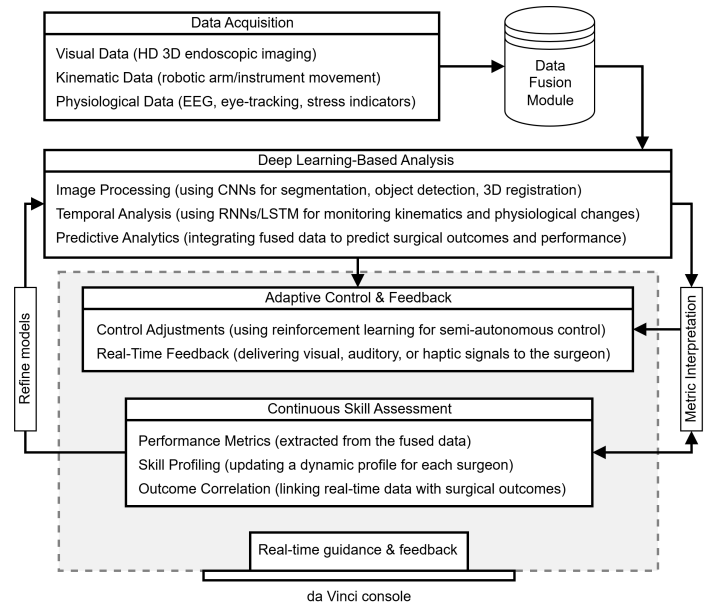 Data Acquisition
Visual Data (HD 3D endoscopic imaging)
Kinematic Data (robotic arm/instrument movement)
Physiological Data (EEG, eye-tracking, stress indicators)
Data
Fusion
Module
Deep Learning-Based Analysis
Image Processing (using CNNs for segmentation, object detection, 3D registration)
Temporal Analysis (using RNNs/LSTM for monitoring kinematics and physiological changes)
Predictive Analytics (integrating fused data to predict surgical outcomes and performance)
Refine models
Adaptive Control & Feedback
Control Adjustments (using reinforcement learning for semi-autonomous control)
Real-Time Feedback (delivering visual, auditory, or haptic signals to the surgeon)
Metric Interpretation
Continuous Skill Assessment
Performance Metrics (extracted from the fused data)
Skill Profiling (updating a dynamic profile for each surgeon)
Outcome Correlation (linking real-time data with surgical outcomes)
Real-time guidance & feedback
da Vinci console